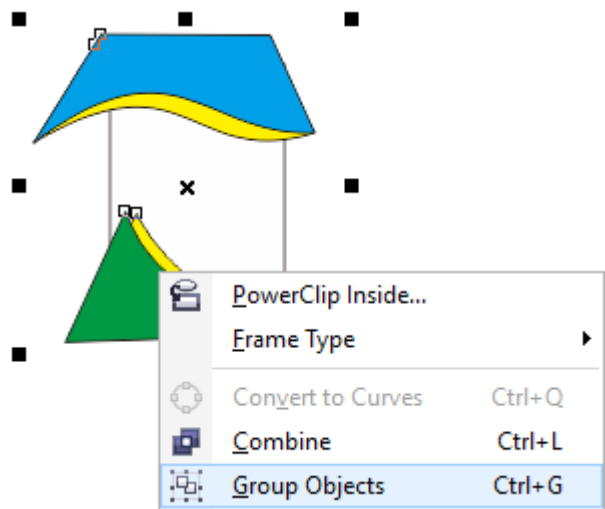 PowerClip Inside...
Frame Type
Convert to Curves Ctrl+Q
Combine Ctrl+L
Group Objects Ctrl+G